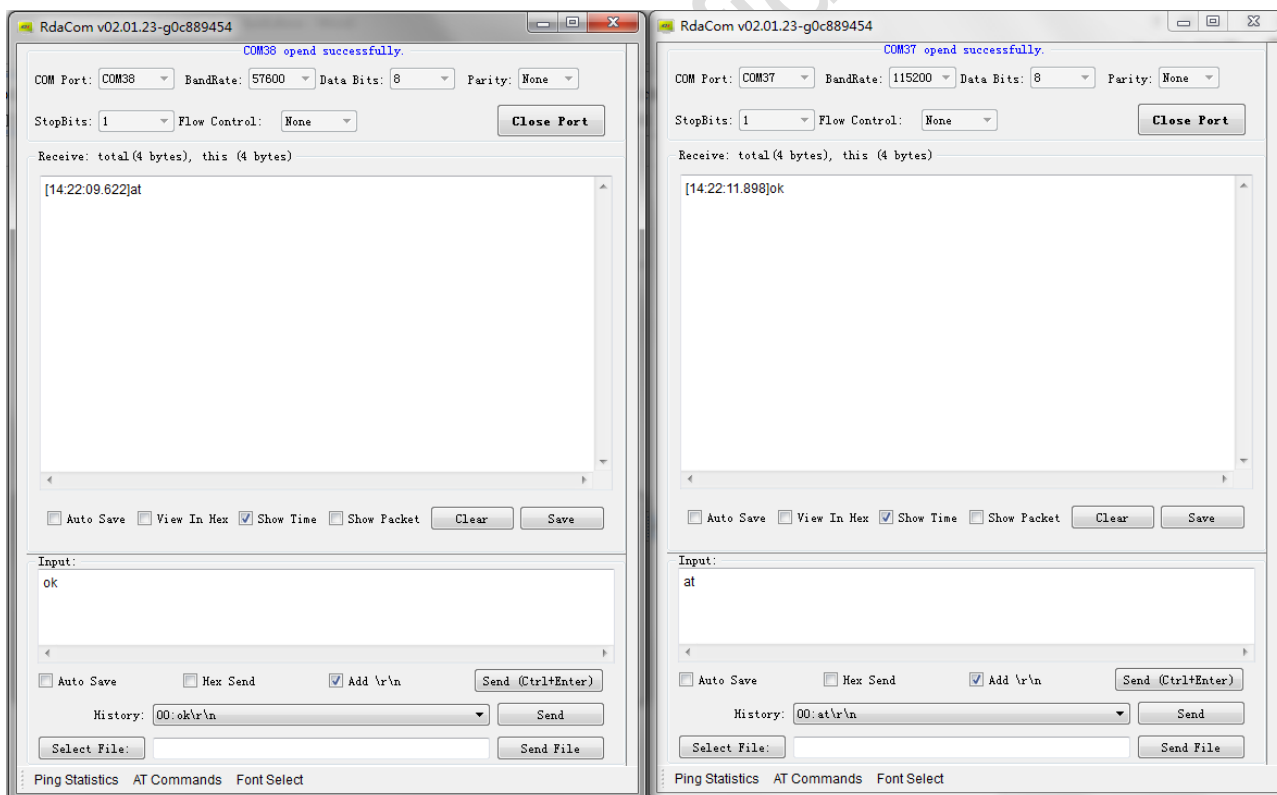 RdaCom v02.01.23-g0c889454
COM38 opend successfully.
COM Port: COM38 BandRate: 57600 Data Bits: 8 Parity: None
StopBits: 1 Flow Control: None Close Port
Receive: total(4 bytes), this (4 bytes)
[14:22:09.622]at
Auto Save View In Hex Show Time Show Packet Clear Save
Input:
ok
Auto Save Hex Send Add \r\n Send (Ctrl+Enter)
History: 00:ok\r\n Send
Select File: Send File
Ping Statistics AT Commands Font Select
RdaCom v02.01.23-g0c889454
COM37 opend successfully.
COM Port: COM37 BandRate: 115200 Data Bits: 8 Parity: None
StopBits: 1 Flow Control: None Close Port
Receive: total(4 bytes), this (4 bytes)
[14:22:11.898]ok
Auto Save View In Hex Show Time Show Packet Clear Save
Input:
at
Auto Save Hex Send Add \r\n Send (Ctrl+Enter)
History: 00:at\r\n Send
Select File: Send File
Ping Statistics AT Commands Font Select